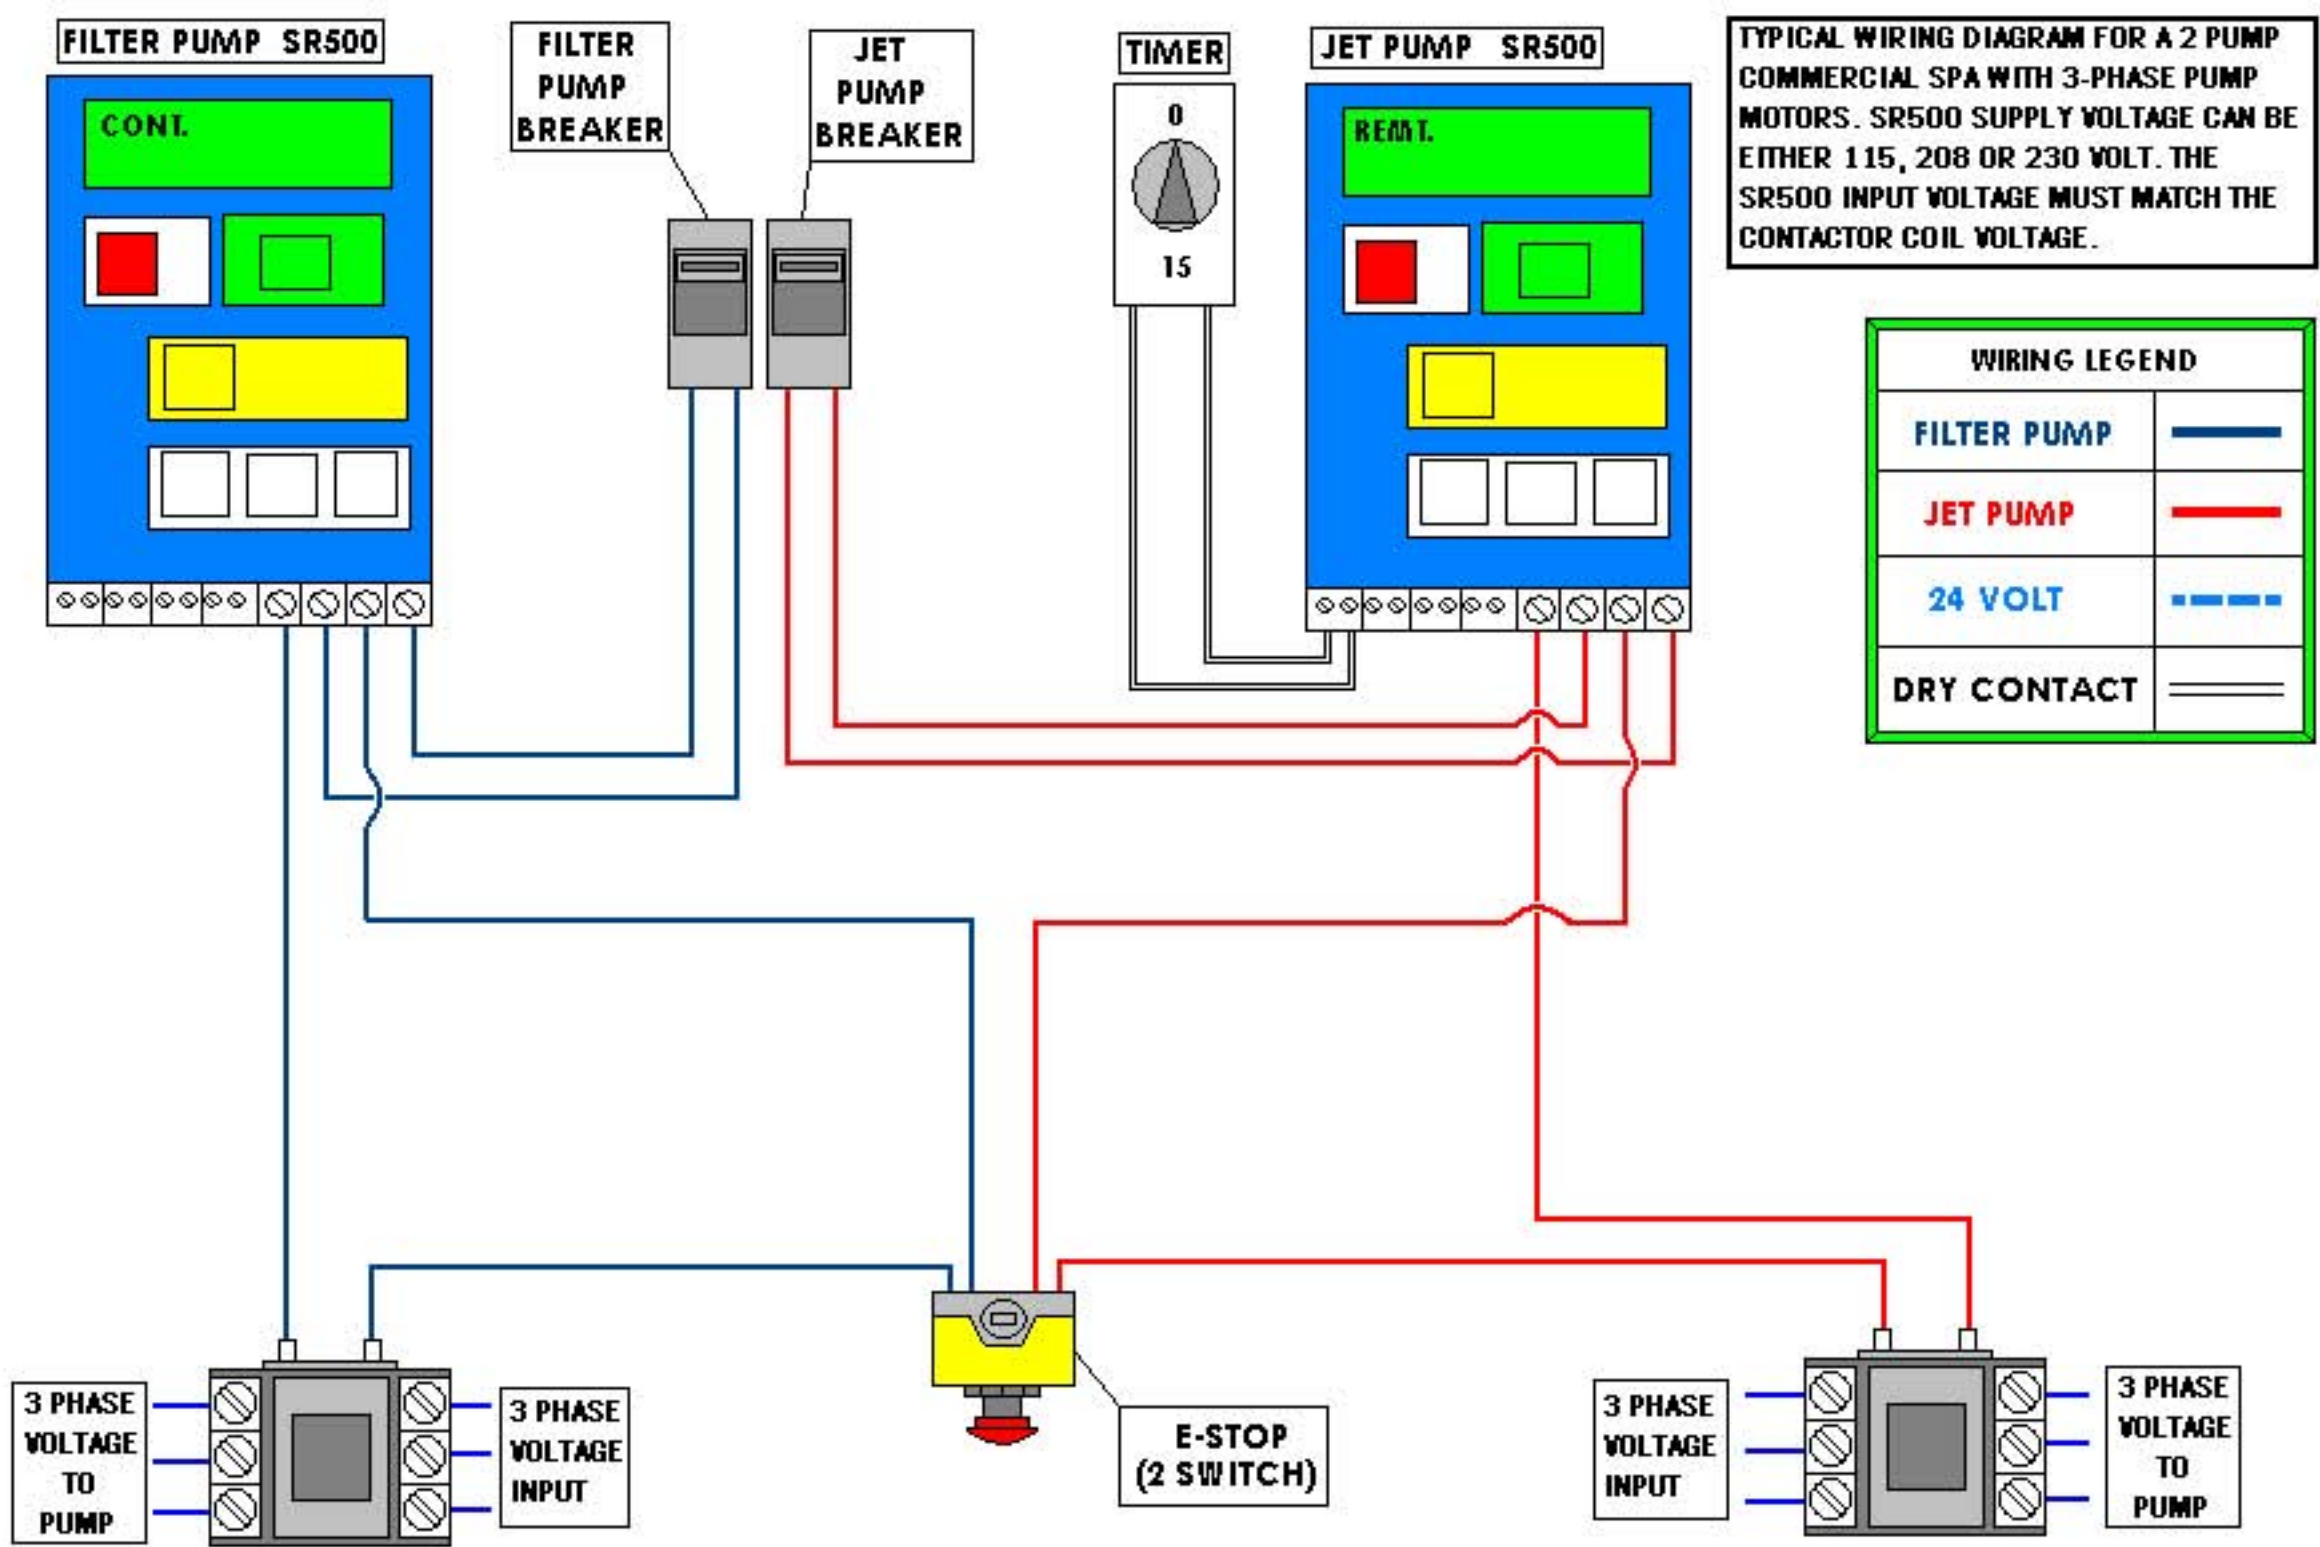 FILTER PUMP SR500
FILTER
PUMP
BREAKER
JET
PUMP
BREAKER
TIMER
JET PUMP SR500
TYPICAL WIRING DIAGRAM FOR A 2 PUMP
COMMERCIAL SPA WITH 3-PHASE PUMP
MOTORS. SR500 SUPPLY VOLTAGE CAN BE
EITHER 115, 208 OR 230 VOLT. THE
SR500 INPUT VOLTAGE MUST MATCH THE
CONTACTOR COIL VOLTAGE.
CONT.
0
15
REMT.
WIRING LEGEND
FILTER PUMP
JET PUMP
24 VOLT
DRY CONTACT
3 PHASE
VOLTAGE
TO
PUMP
3 PHASE
VOLTAGE
INPUT
E-STOP
(2 SWITCH)
3 PHASE
VOLTAGE
INPUT
3 PHASE
VOLTAGE
TO
PUMP